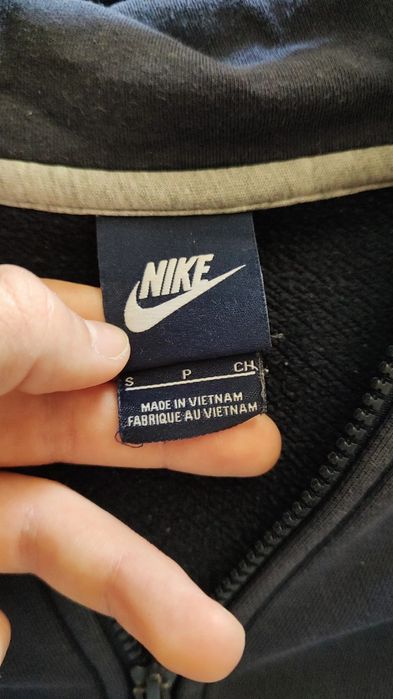 NIKE
S P CH
MADE IN VIETNAM
FABRIQUE AU VIETNAM